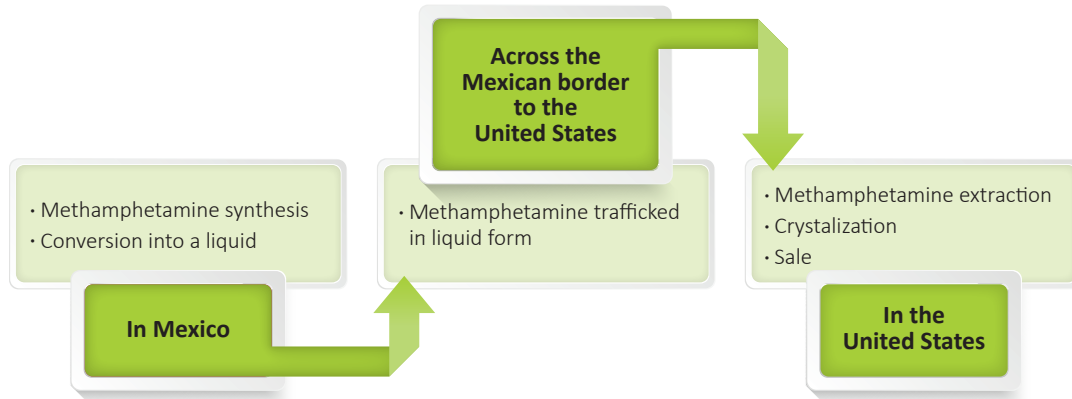 · Methamphetamine synthesis
· Conversion into a liquid
In Mexico
Across the
Mexican border
to the
United States
· Methamphetamine trafficked
in liquid form
· Methamphetamine extraction
· Crystalization
· Sale
In the
United States